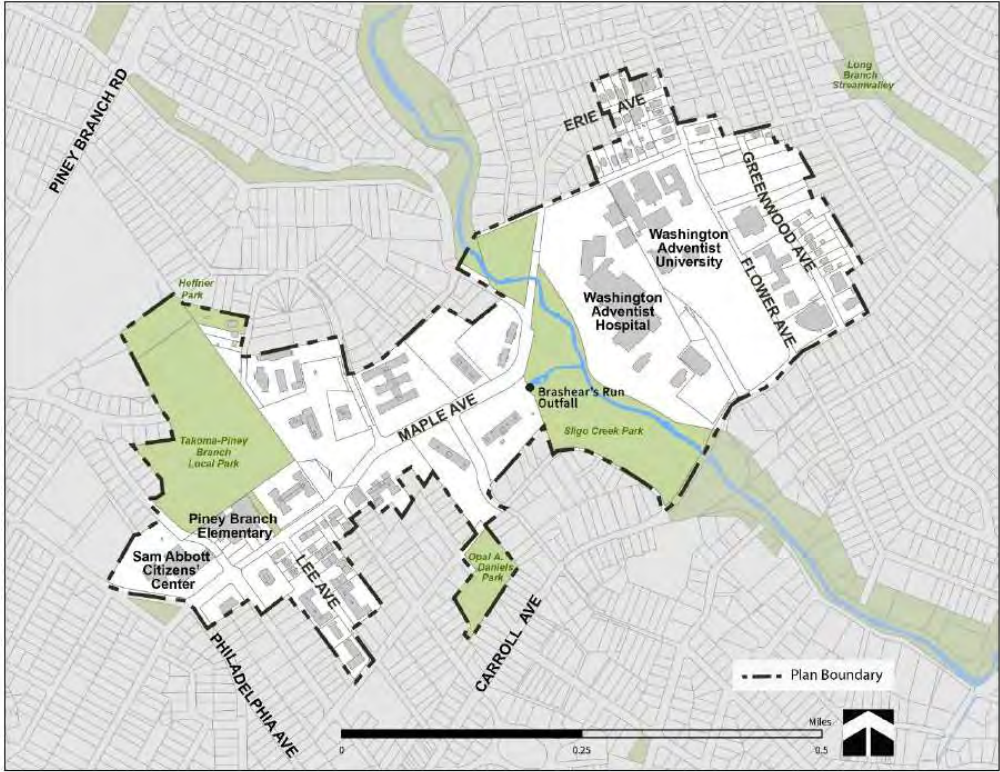 PINEY BRANCH RD
Long
Branch
Streamvalley
ERIE AVE
GREENWOOD AVE
Washington
Adventist
University
FLOWER AVE
Washington
Adventist
Hospital
Heffner
Park
Brashear's Run
Outfall
MAPLE AVE
Sligo Creek Park
Takoma-Piney
Branch
Local Park
Piney Branch
Elementary
Sam Abbott
Citizens'
Center
LEE AVE
Opal A.
Daniels
Park
PHILADELPHIA AVE
CARROLL AVE
Plan Boundary
Miles
0
0.25
0.5